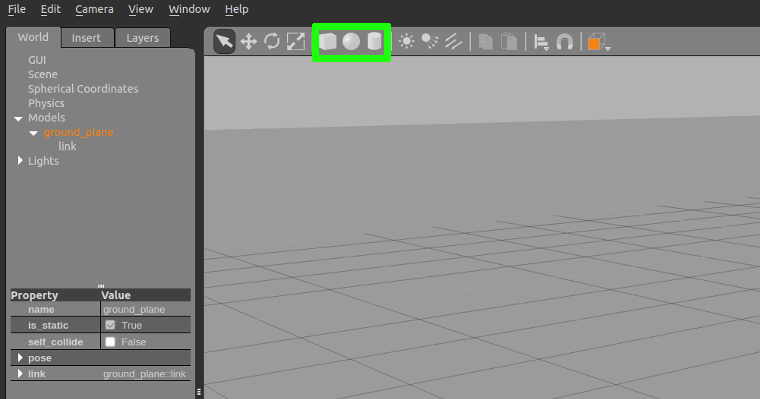 File Edit Camera View Window Help
World Insert Layers
GUI
Scene
Spherical Coordinates
Physics
Models
ground_plane
link
Lights
Property Value
name ground_plane
is_static True
self_collide False
pose
link ground_plane::link